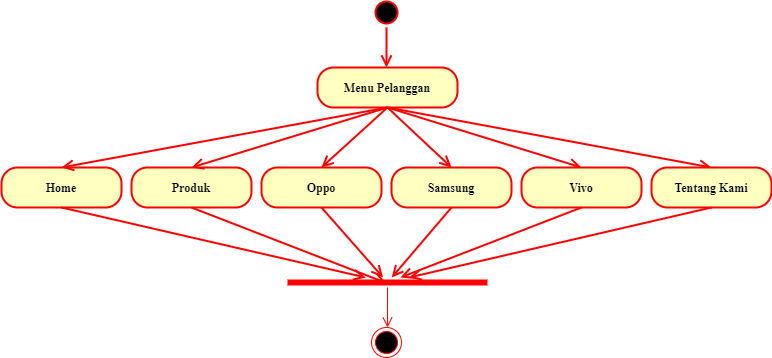 Menu Pelanggan
Home
Produk
Oppo
Samsung
Vivo
Tentang Kami